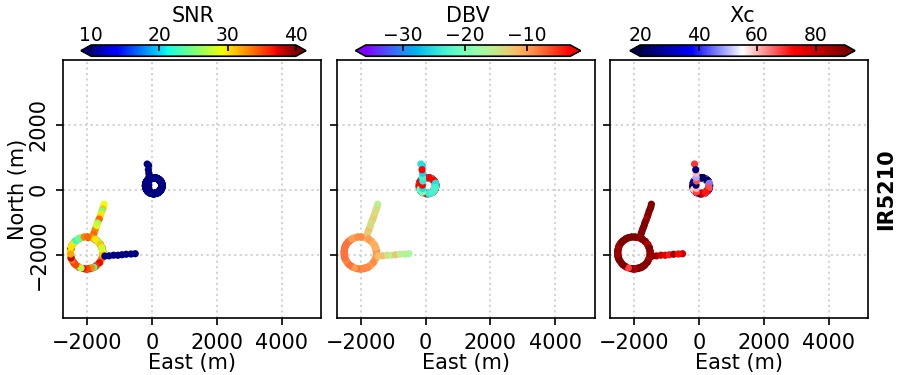 SNR DBV Xc
10 20 30 40 −30 −20 −10 20 40 60 80
2000
0
−2000
North (m)
IR5210
−2000 0 2000 4000 −2000 0 2000 4000 −2000 0 2000 4000
East (m) East (m) East (m)